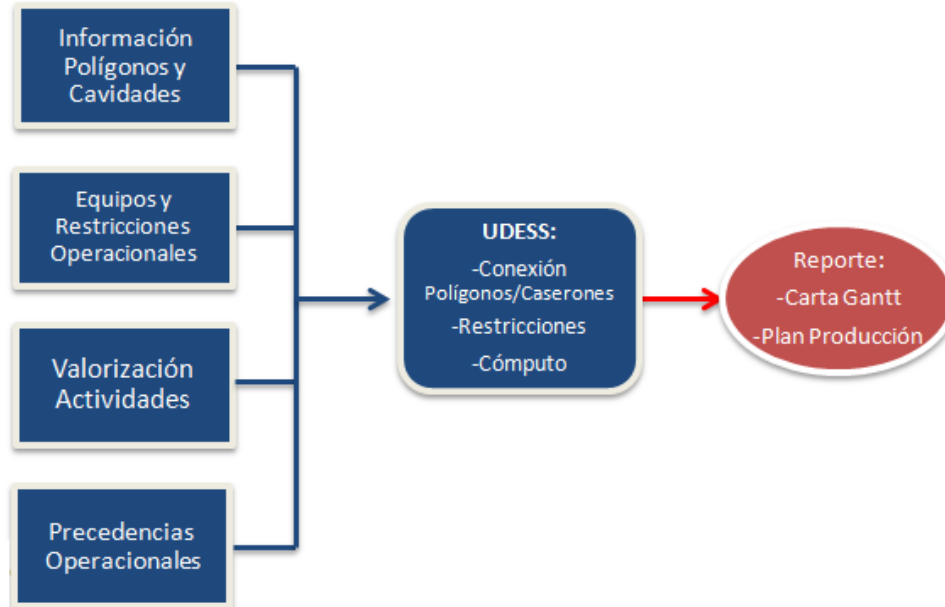 Información
Polígonos y
Cavidades
Equipos y
Restricciones
Operacionales
Valorización
Actividades
Precedencias
Operacionales
UDESS:
-Conexión
Polígonos/Caserones
-Restricciones
-Cómputo
Reporte:
-Carta Gantt
-Plan Producción